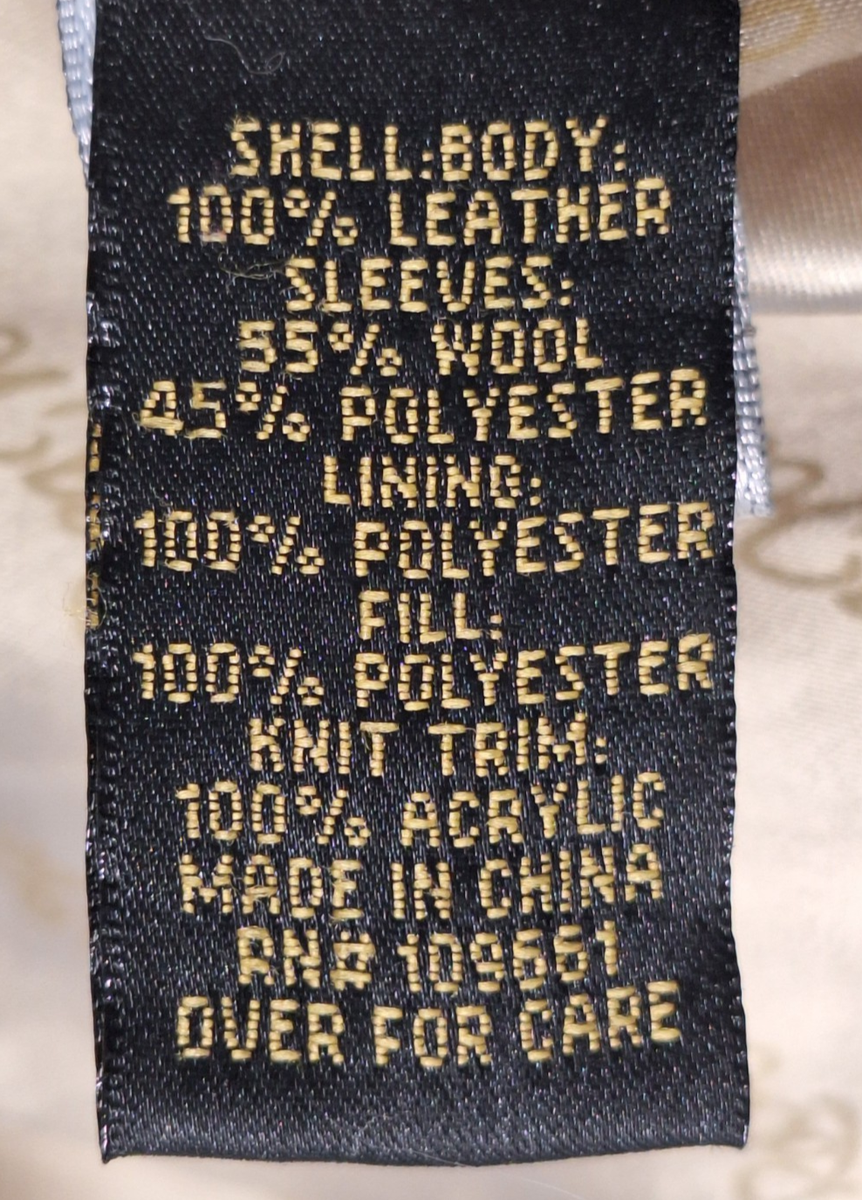 SHELL:BODY:
100% LEATHER
SLEEVES:
55% WOOL
45% POLYESTER
LINING:
100% POLYESTER
FILL:
100% POLYESTER
KNIT TRIM:
100% ACRYLIC
MADE IN CHINA
RN#
OVER FOR CARE